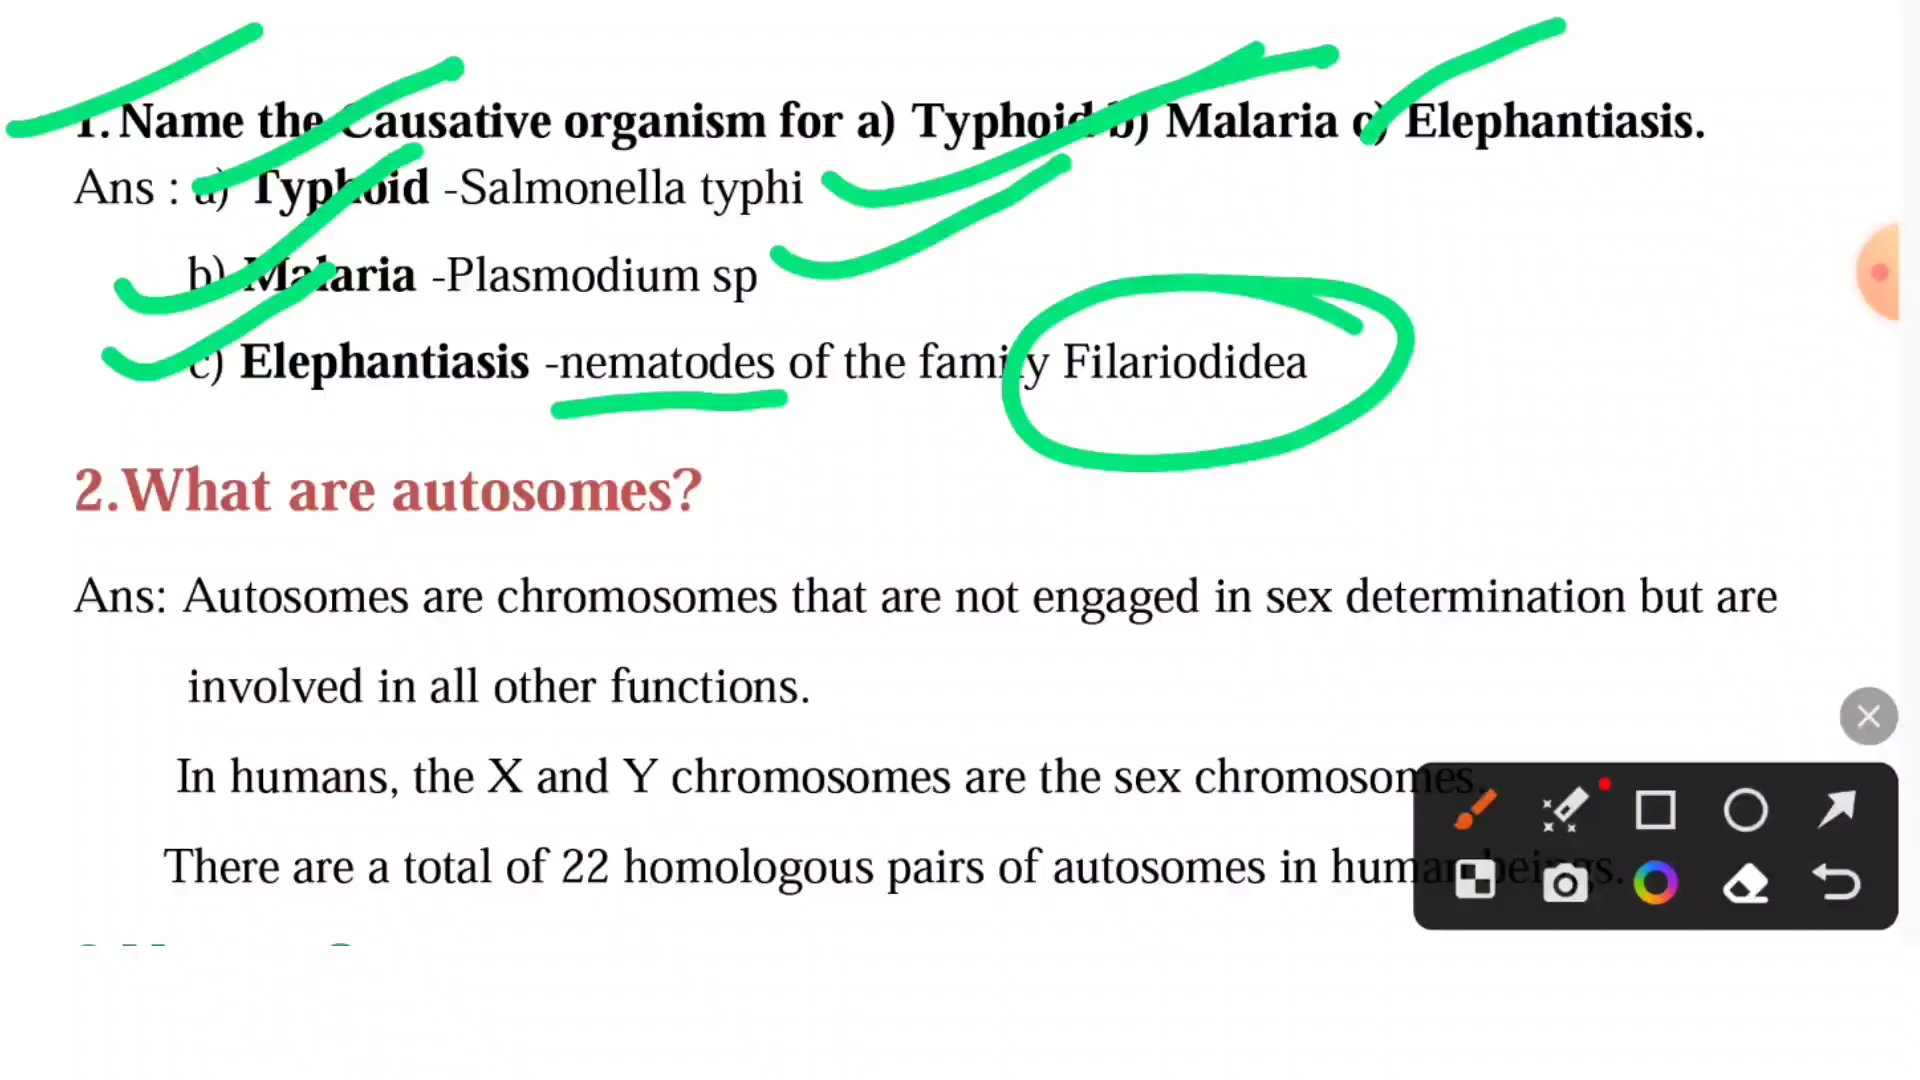 1. Name the Causative organism for a) Typhoid b) Malaria c) Elephantiasis.
Ans : a) Typhoid -Salmonella typhi
b) Malaria -Plasmodium sp
c) Elephantiasis -nematodes of the family Filariodidea
2.What are autosomes?
Ans: Autosomes are chromosomes that are not engaged in sex determination but are
involved in all other functions.
In humans, the X and Y chromosomes are the sex chromosomes.
There are a total of 22 homologous pairs of autosomes in human beings.